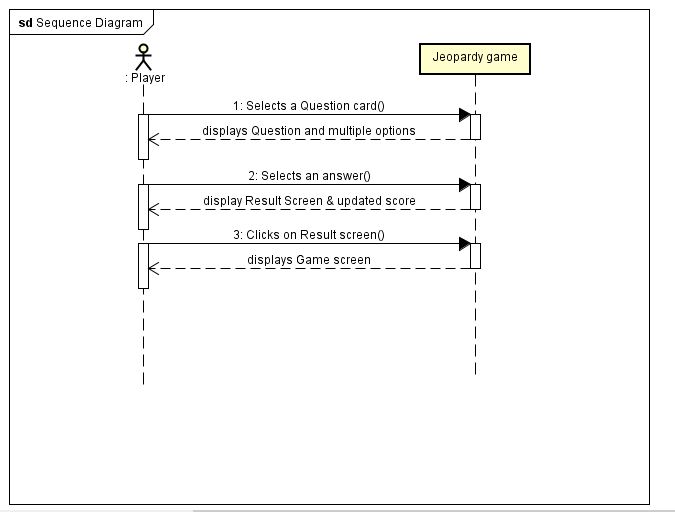 sd Sequence Diagram
: Player
Jeopardy game
1: Selects a Question card()
displays Question and multiple options
2: Selects an answer()
display Result Screen & updated score
3: Clicks on Result screen()
displays Game screen